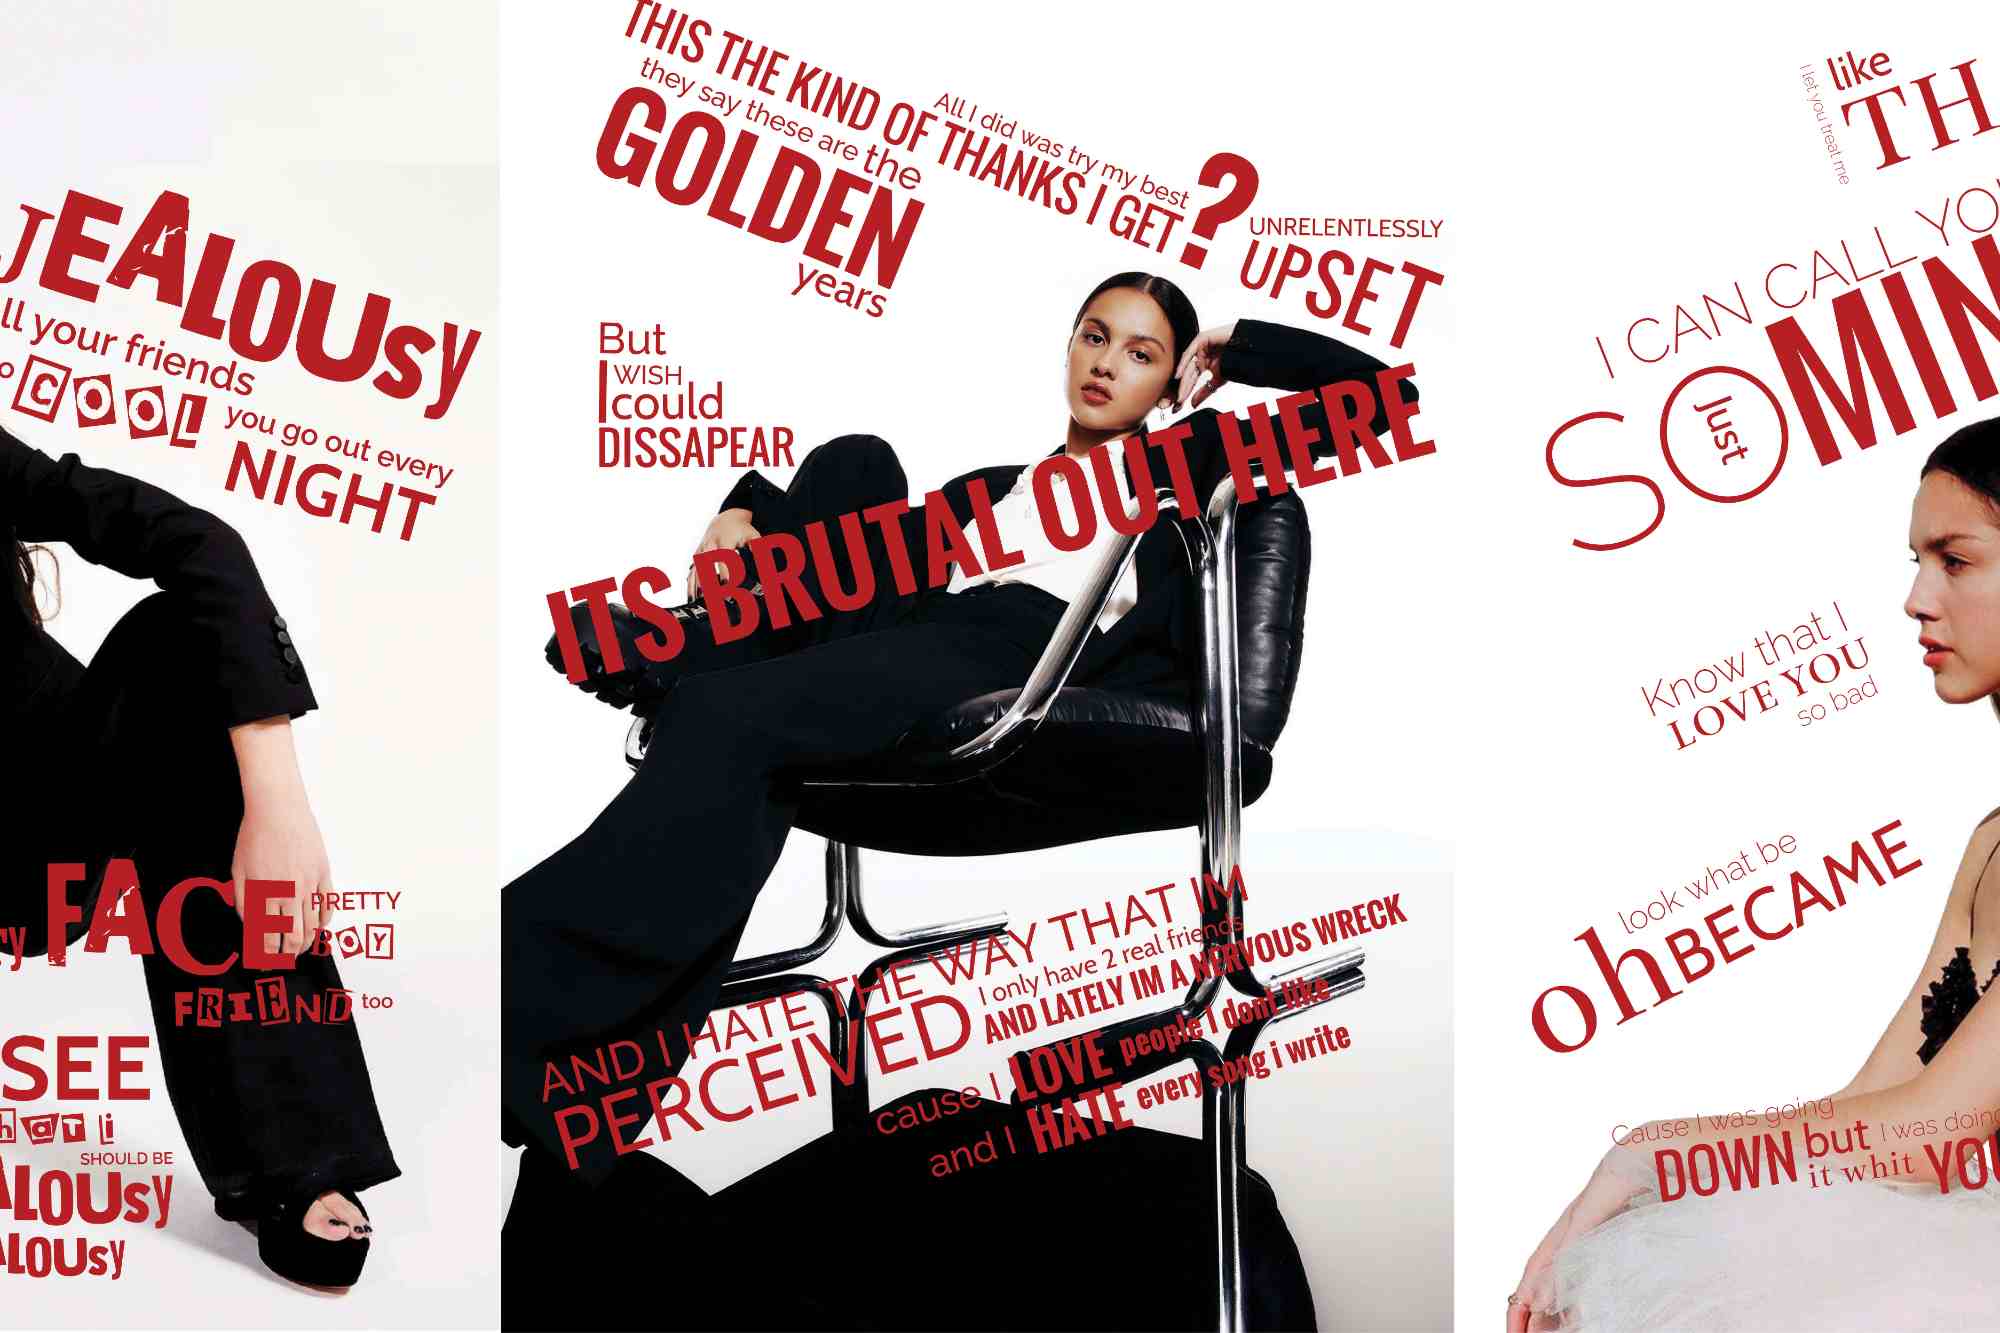 JEALOUsy
ll your friends
COOL
you go out every
NIGHT
FACE
PRETTY
BOY
FRIEND too
SEE
hat i
SHOULD BE
ALOUsy
ALOUsy
THIS THE KIND OF THANKS I GET?
All I did was try my best
they say these are the
GOLDEN
years
UNRELENTLESSLY
UPSET
But
I WISH
could
DISSAPEAR
ITS BRUTAL OUT HERE
AND I HATE THE WAY THAT IM
PERCEIVED
I only have 2 real friends
AND LATELY IM A NERVOUS WRECK
cause I LOVE people I dont like
and I HATE every song i write
I let you treat me
like
TH
I CAN CALL YO
SO
Just
MIN
Know that I
LOVE YOU
so bad
look what be
oh BECAME
Cause I was going
DOWN but I was doin
it whit YOU